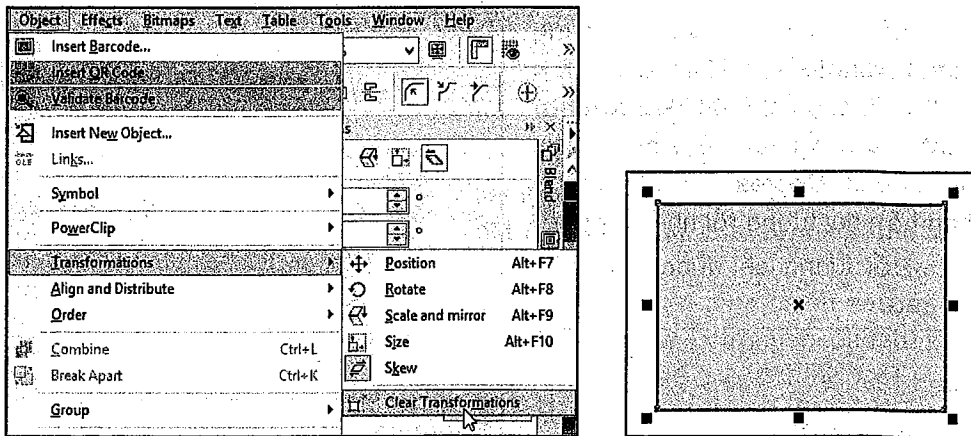 Object Effects Bitmaps Text Table Tools Window Help
Insert Barcode...
Insert QR Code
Validate Barcode
Insert New Object...
Links...
Symbol
PowerClip
Transformations
Align and Distribute
Order
Combine Ctrl+L
Break Apart Ctrl+K
Group
Position Alt+F7
Rotate Alt+F8
Scale and mirror Alt+F9
Size Alt+F10
Skew
Clear Transformations
Blend